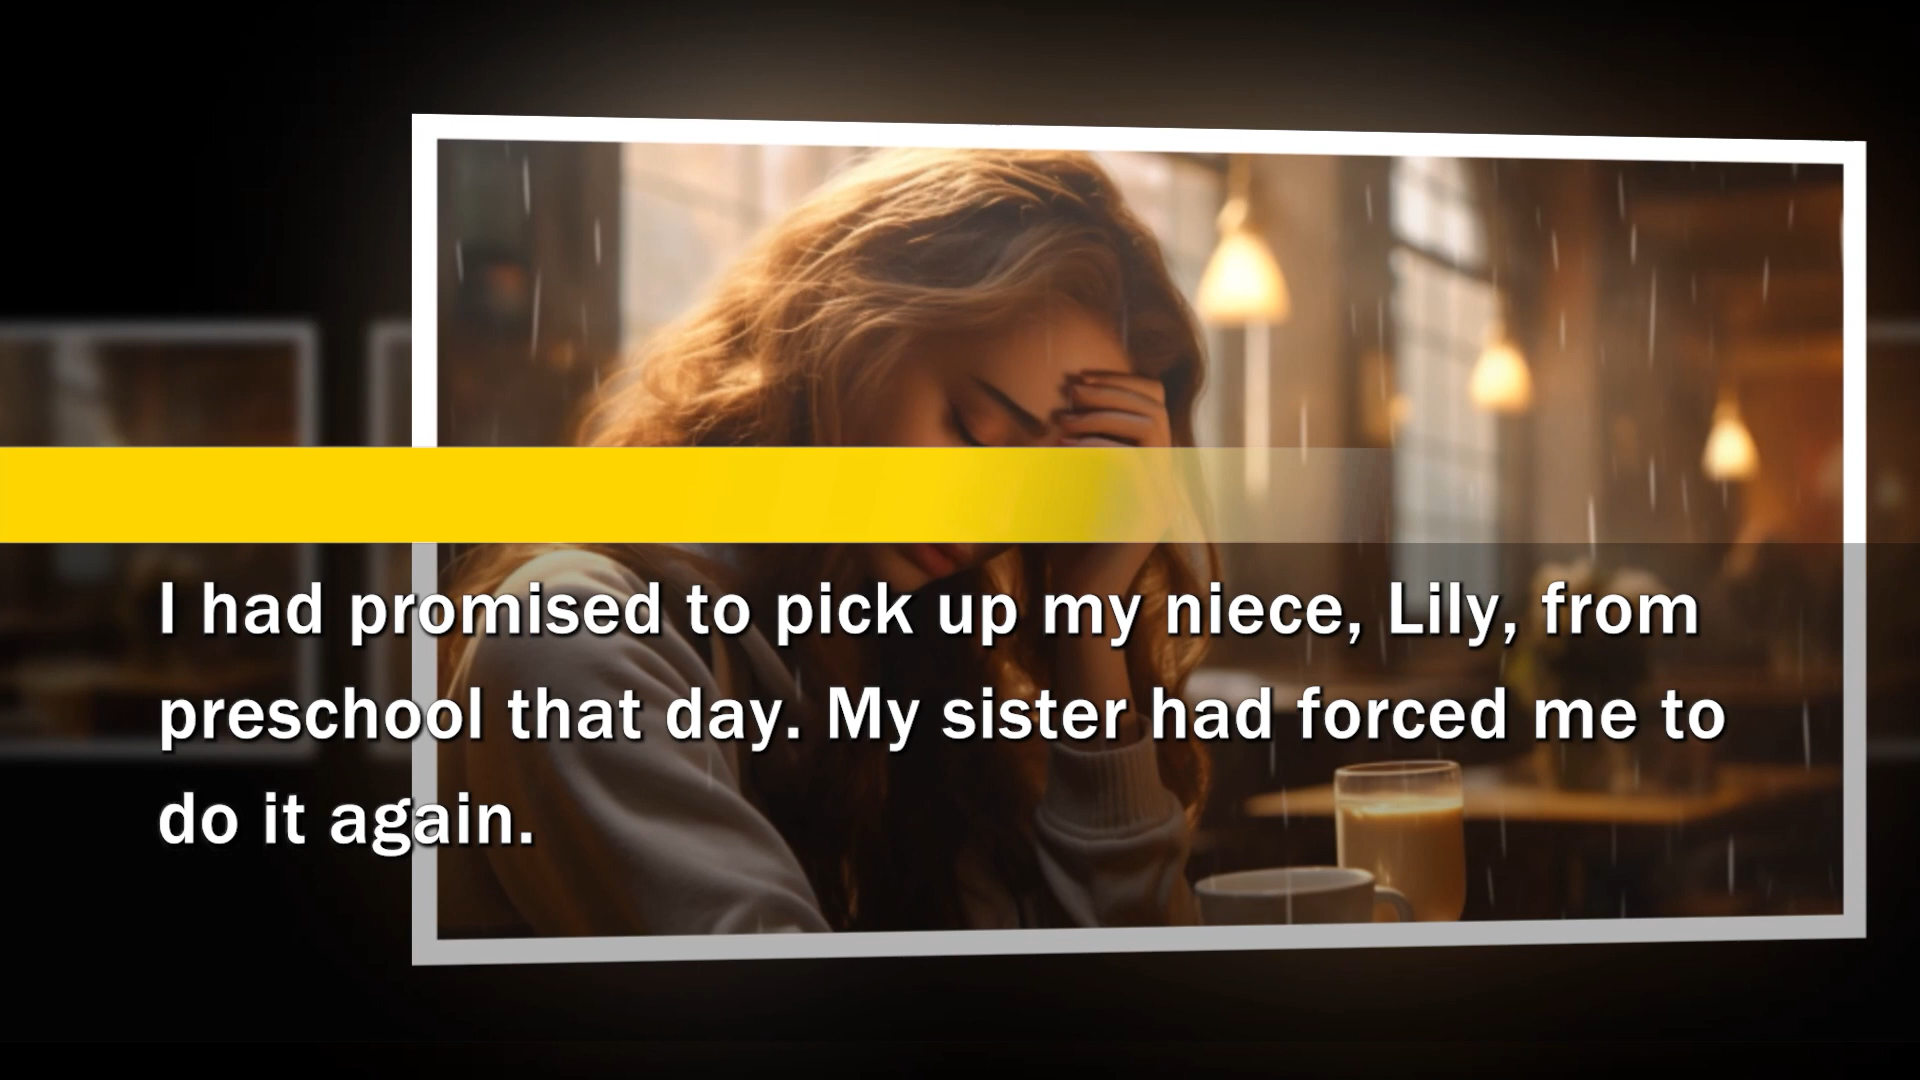 I had promised to pick up my niece, Lily, from
preschool that day. My sister had forced me to
do it again.